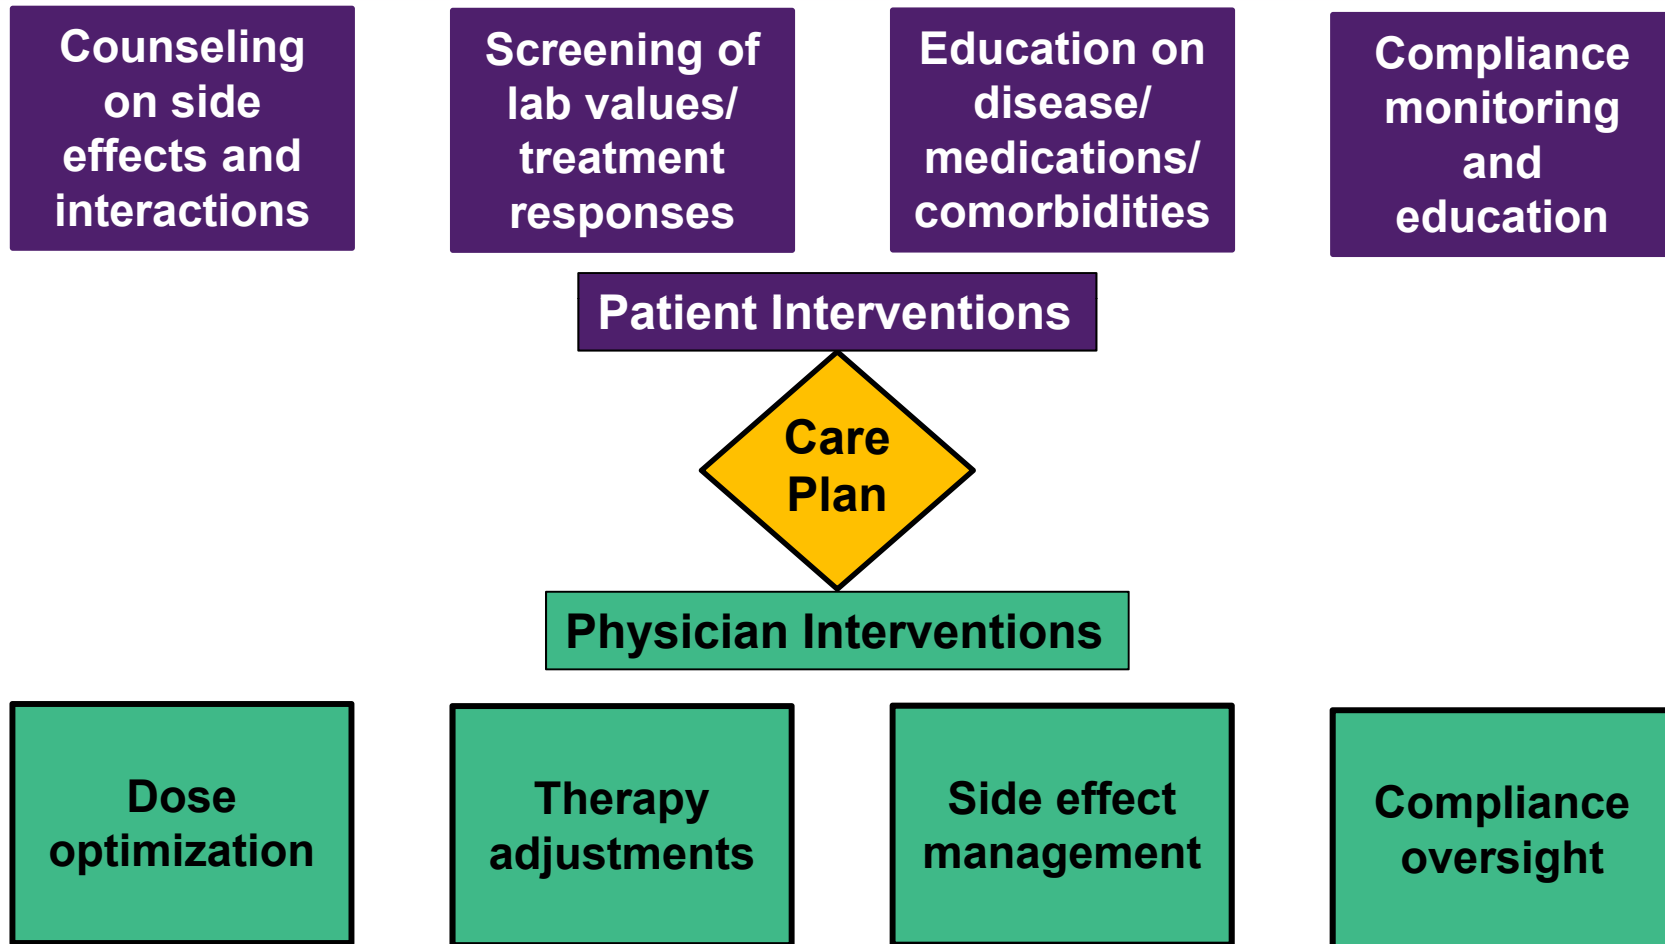 Counseling
on side
effects and
interactions
Screening of
lab values/
treatment
responses
Education on
disease/
medications/
comorbidities
Compliance
monitoring
and
education
Patient Interventions
Care
Plan
Physician Interventions
Dose
optimization
Therapy
adjustments
Side effect
management
Compliance
oversight